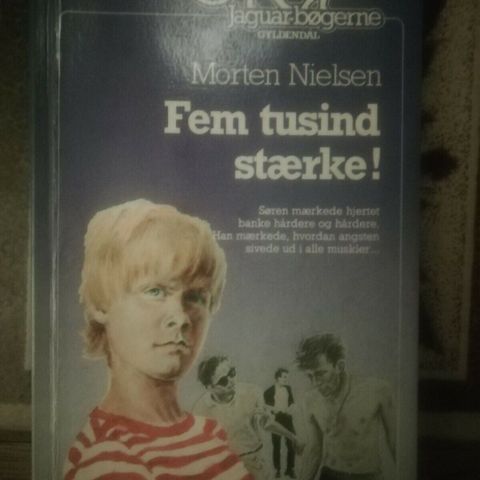 Jaguar-bøgerne
GYLDENDAL
Morten Nielsen
Fem tusind
stærke!
Søren mærkede hjertet
banke hårdere og hårdere.
Han mærkede, hvordan angsten
sivede ud i alle muskler...